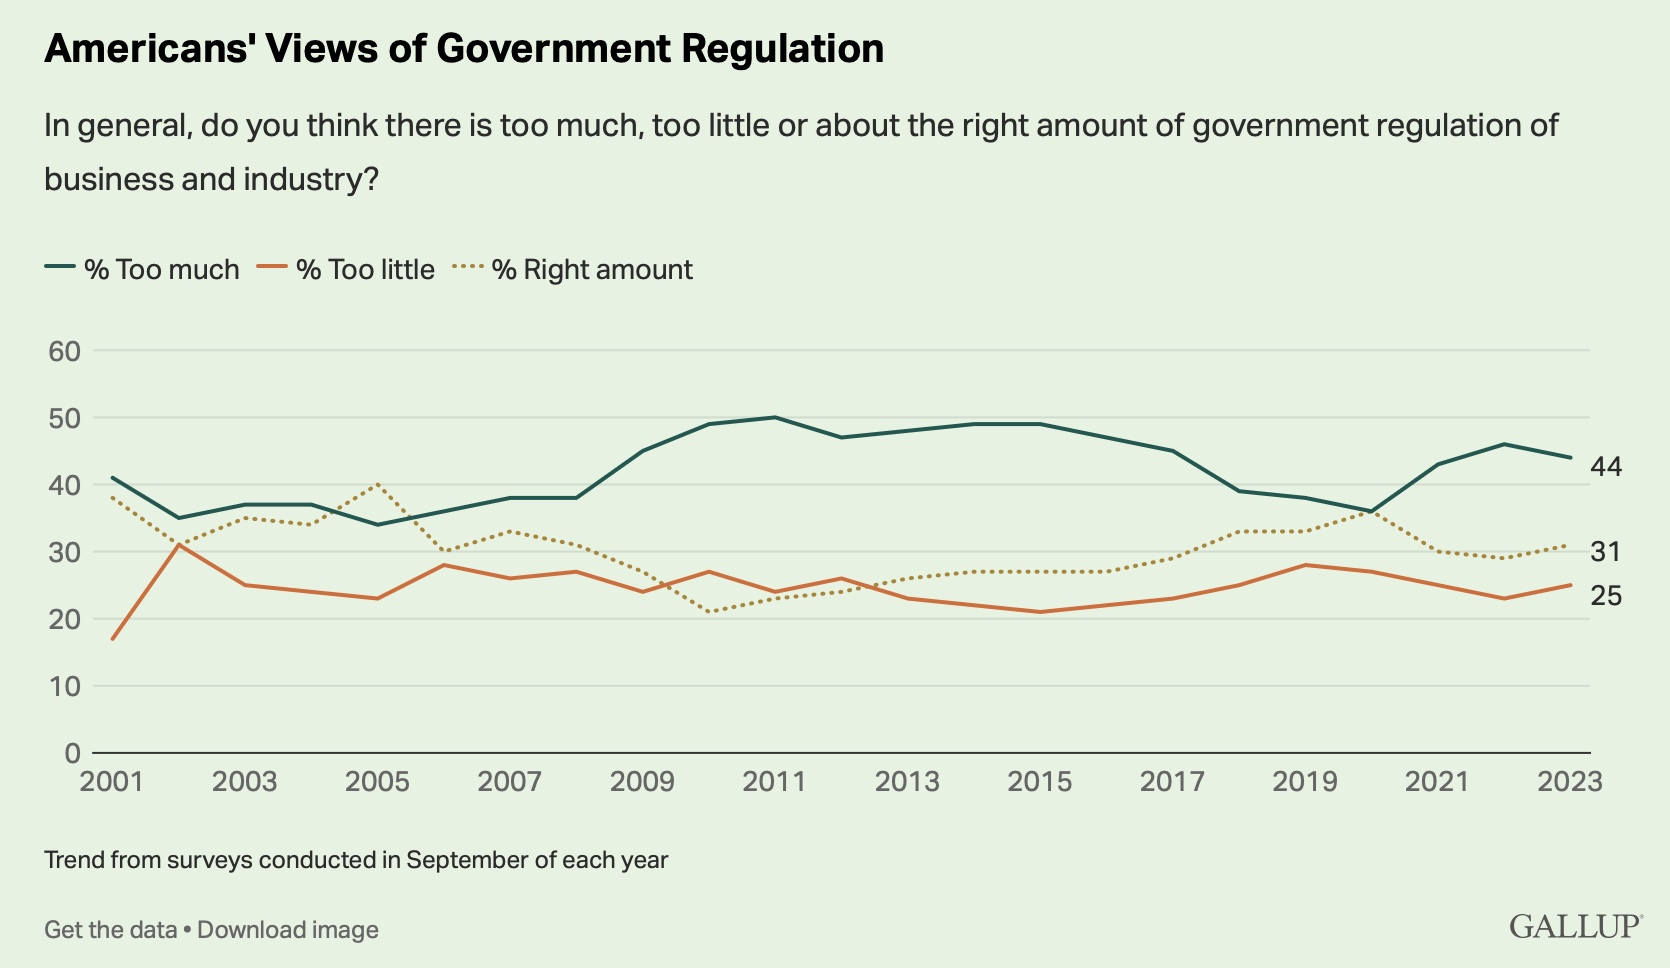 Americans' Views of Government Regulation
In general, do you think there is too much, too little or about the right amount of government regulation of
business and industry?
% Too much % Too little % Right amount
60
50
40
30
20
10
0
44
31
25
2001 2003 2005 2007 2009 2011 2013 2015 2017 2019 2021 2023
Trend from surveys conducted in September of each year
Get the data • Download image
GALLUP®